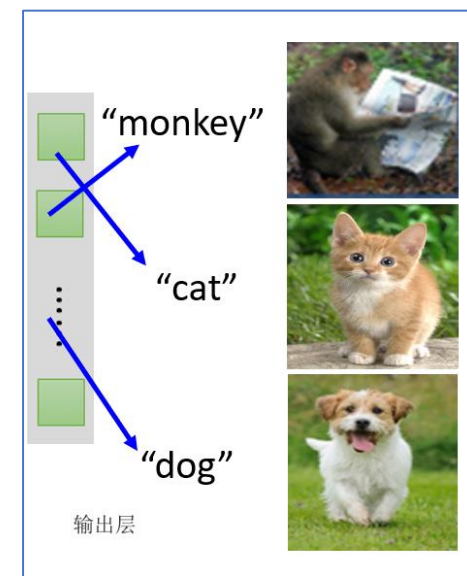 “monkey”
“cat”
......
“dog”
输出层